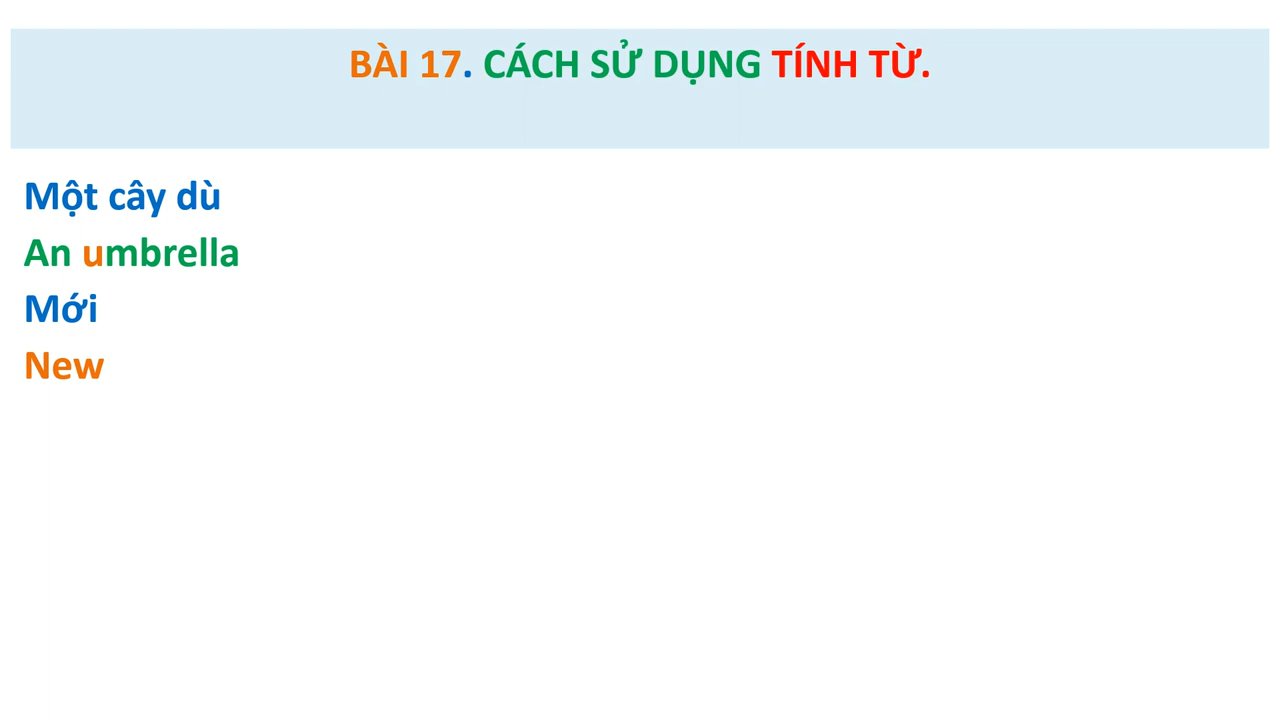 BÀI 17. CÁCH SỬ DỤNG TÍNH TỪ.
Một cây dù
An umbrella
Mới
New